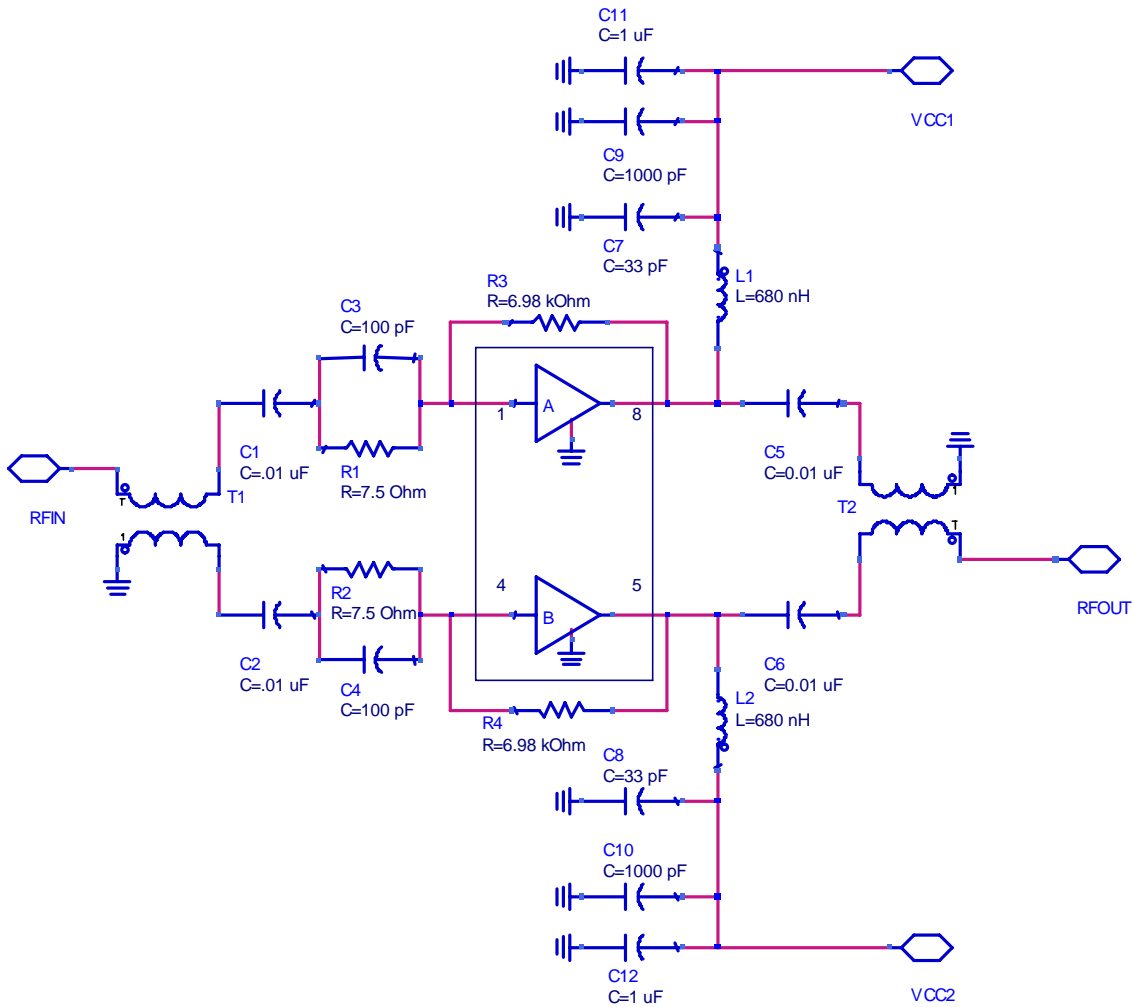 C11
C=1 uF
VCC1
C9
C=1000 pF
C7
C=33 pF
L1
L=680 nH
R3
R=6.98 kOhm
C3
C=100 pF
1
A
8
C1
C=.01 uF
R1
R=7.5 Ohm
C5
C=0.01 uF
RFIN
T
T1
1
1
T2
T
RFOUT
R2
R=7.5 Ohm
4
B
5
C2
C=.01 uF
C4
C=100 pF
C6
C=0.01 uF
L2
L=680 nH
R4
R=6.98 kOhm
C8
C=33 pF
C10
C=1000 pF
C12
C=1 uF
VCC2